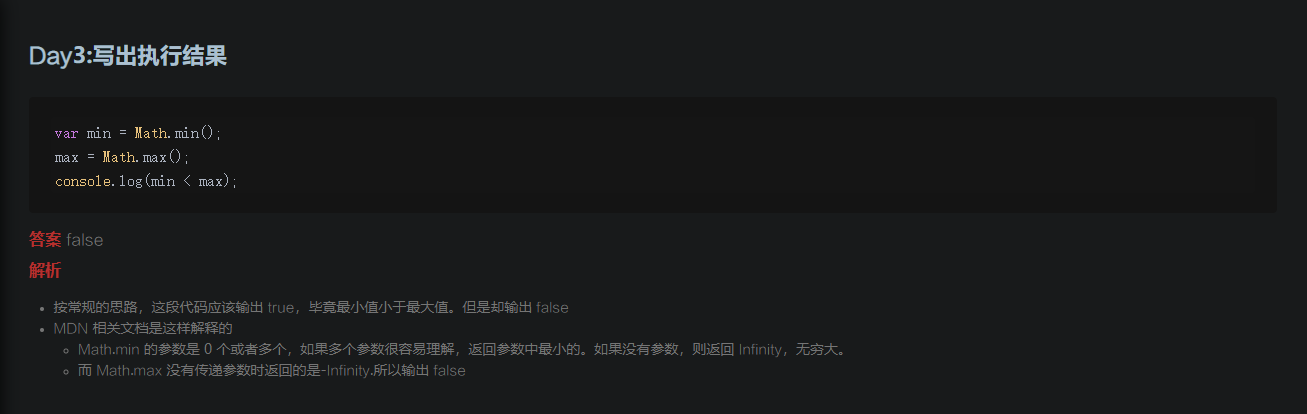 Day3:写出执行结果
var min = Math.min();
max = Math.max();
console.log(min < max);
答案 false
解析
按常规的思路，这段代码应该输出 true，毕竟最小值小于最大值。但是却输出 false
MDN 相关文档是这样解释的
Math.min 的参数是 0 个或者多个，如果多个参数很容易理解，返回参数中最小的。如果没有参数，则返回 Infinity，无穷大。
而 Math.max 没有传递参数时返回的是-Infinity.所以输出 false